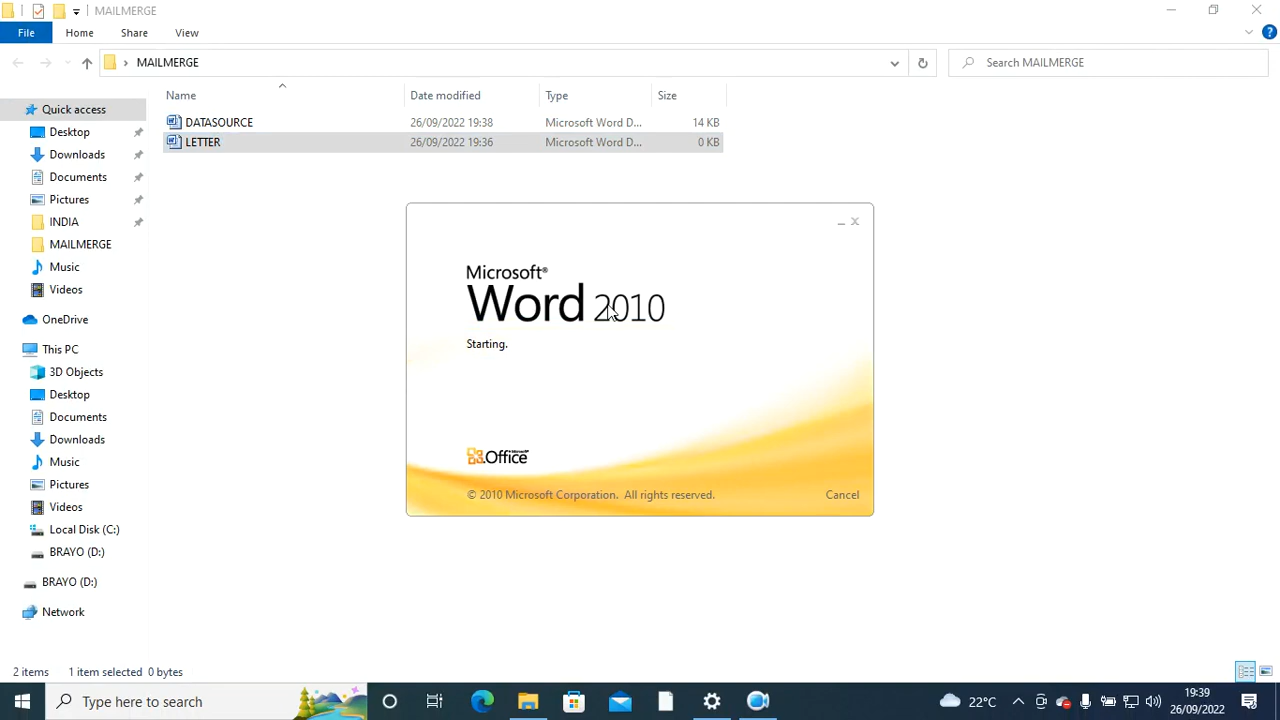 MAILMERGE
File Home Share View
MAILMERGE Search MAILMERGE
Name Date modified Type Size
DATASOURCE 26/09/2022 19:38 Microsoft Word D... 14 KB
LETTER 26/09/2022 19:36 Microsoft Word D... 0 KB
Quick access
Desktop
Downloads
Documents
Pictures
INDIA
MAILMERGE
Music
Videos
OneDrive
This PC
3D Objects
Desktop
Documents
Downloads
Music
Pictures
Videos
Local Disk (C:)
BRAYO (D:)
BRAYO (D:)
Network
Microsoft®
Word 2010
Starting.
Office
© 2010 Microsoft Corporation. All rights reserved. Cancel
2 items 1 item selected 0 bytes
Type here to search 22°C 19:39
26/09/2022